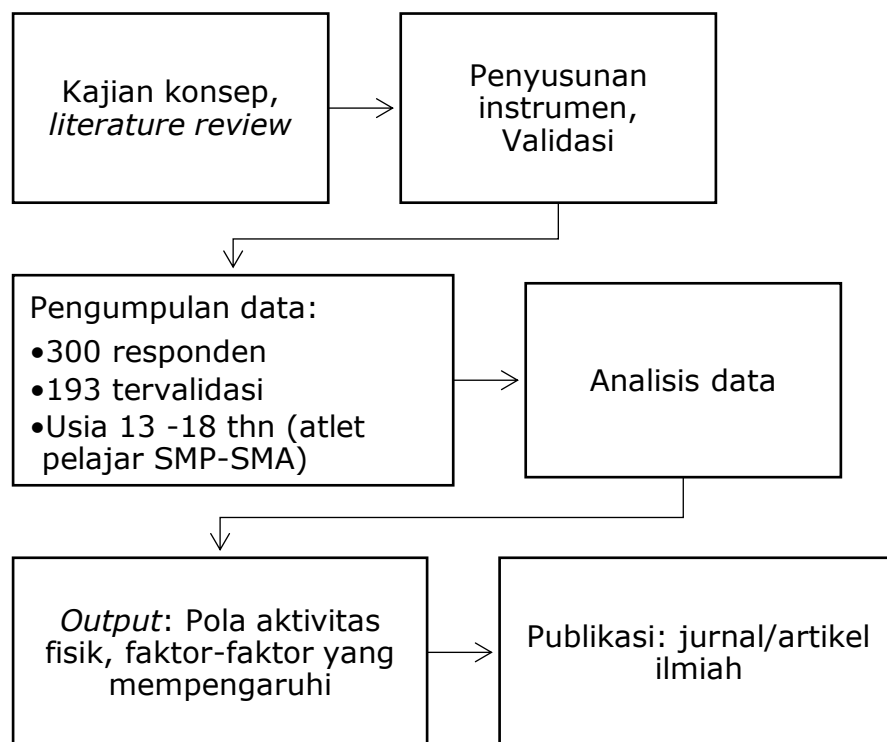 Kajian konsep,
literature review
Penyusunan
instrumen,
Validasi
Pengumpulan data:
•300 responden
•193 tervalidasi
•Usia 13 -18 thn (atlet
pelajar SMP-SMA)
Analisis data
Output: Pola aktivitas
fisik, faktor-faktor yang
mempengaruhi
Publikasi: jurnal/artikel
ilmiah